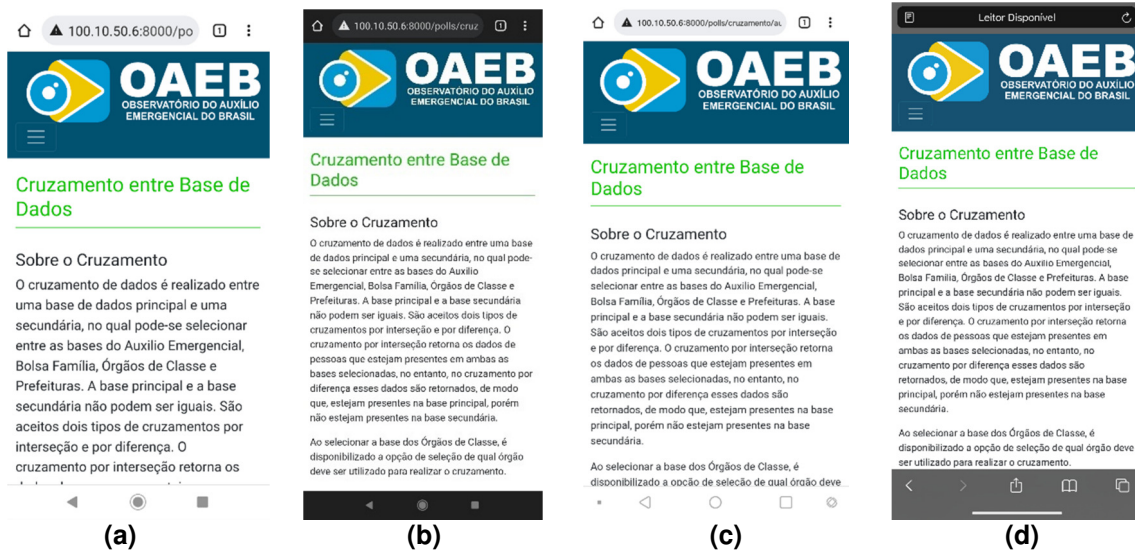 100.10.50.6:8000/po
1
OAEB
OBSERVATÓRIO DO AUXÍLIO
EMERGENCIAL DO BRASIL
Cruzamento entre Base de
Dados
Sobre o Cruzamento
O cruzamento de dados é realizado entre
uma base de dados principal e uma
secundária, no qual pode-se selecionar
entre as bases do Auxilio Emergencial,
Bolsa Família, Órgãos de Classe e
Prefeituras. A base principal e a base
secundária não podem ser iguais. São
aceitos dois tipos de cruzamentos por
interseção e por diferença. O
cruzamento por interseção retorna os
(a)
100.10.50.6:8000/polls/cruz
1
OAEB
OBSERVATÓRIO DO AUXÍLIO
EMERGENCIAL DO BRASIL
Cruzamento entre Base de
Dados
Sobre o Cruzamento
O cruzamento de dados é realizado entre uma base
de dados principal e uma secundária, no qual pode-
se selecionar entre as bases do Auxilio
Emergencial, Bolsa Família, Órgãos de Classe e
Prefeituras. A base principal e a base secundária
não podem ser iguais. São aceitos dois tipos de
cruzamentos por interseção e por diferença. O
cruzamento por interseção retorna os dados de
pessoas que estejam presentes em ambas as
bases selecionadas, no entanto, no cruzamento por
diferença esses dados são retornados, de modo
que, estejam presentes na base principal, porém
não estejam presentes na base secundária.
Ao selecionar a base dos Órgãos de Classe, é
disponibilizado a opção de seleção de qual órgão
deve ser utilizado para realizar o cruzamento.
(b)
100.10.50.6:8000/polls/cruzamento/au
1
OAEB
OBSERVATÓRIO DO AUXÍLIO
EMERGENCIAL DO BRASIL
Cruzamento entre Base de
Dados
Sobre o Cruzamento
O cruzamento de dados é realizado entre uma base de
dados principal e uma secundária, no qual pode-se
selecionar entre as bases do Auxilio Emergencial,
Bolsa Família, Órgãos de Classe e Prefeituras. A base
principal e a base secundária não podem ser iguais.
São aceitos dois tipos de cruzamentos por interseção
e por diferença. O cruzamento por interseção retorna
os dados de pessoas que estejam presentes em
ambas as bases selecionadas, no entanto, no
cruzamento por diferença esses dados são
retornados, de modo que, estejam presentes na base
principal, porém não estejam presentes na base
secundária.
Ao selecionar a base dos Órgãos de Classe, é
disponibilizado a opção de seleção de qual órgão deve
(c)
Leitor Disponível
OAEB
OBSERVATÓRIO DO AUXÍLIO
EMERGENCIAL DO BRASIL
Cruzamento entre Base de
Dados
Sobre o Cruzamento
O cruzamento de dados é realizado entre uma base de
dados principal e uma secundária, no qual pode-se
selecionar entre as bases do Auxilio Emergencial,
Bolsa Família, Órgãos de Classe e Prefeituras. A base
principal e a base secundária não podem ser iguais.
São aceitos dois tipos de cruzamentos por interseção
e por diferença. O cruzamento por interseção retorna
os dados de pessoas que estejam presentes em
ambas as bases selecionadas, no entanto, no
cruzamento por diferença esses dados são
retornados, de modo que, estejam presentes na base
principal, porém não estejam presentes na base
secundária.
Ao selecionar a base dos Órgãos de Classe, é
disponibilizado a opção de seleção de qual órgão deve
ser utilizado para realizar o cruzamento.
(d)